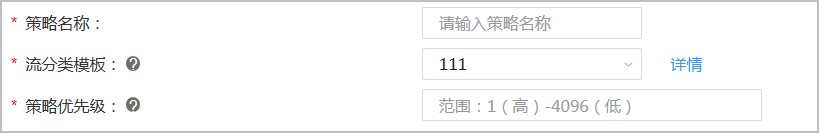 * 策略名称： 请输入策略名称
* 流分类模板： 111 详情
* 策略优先级： 范围：1（高）-4096（低）